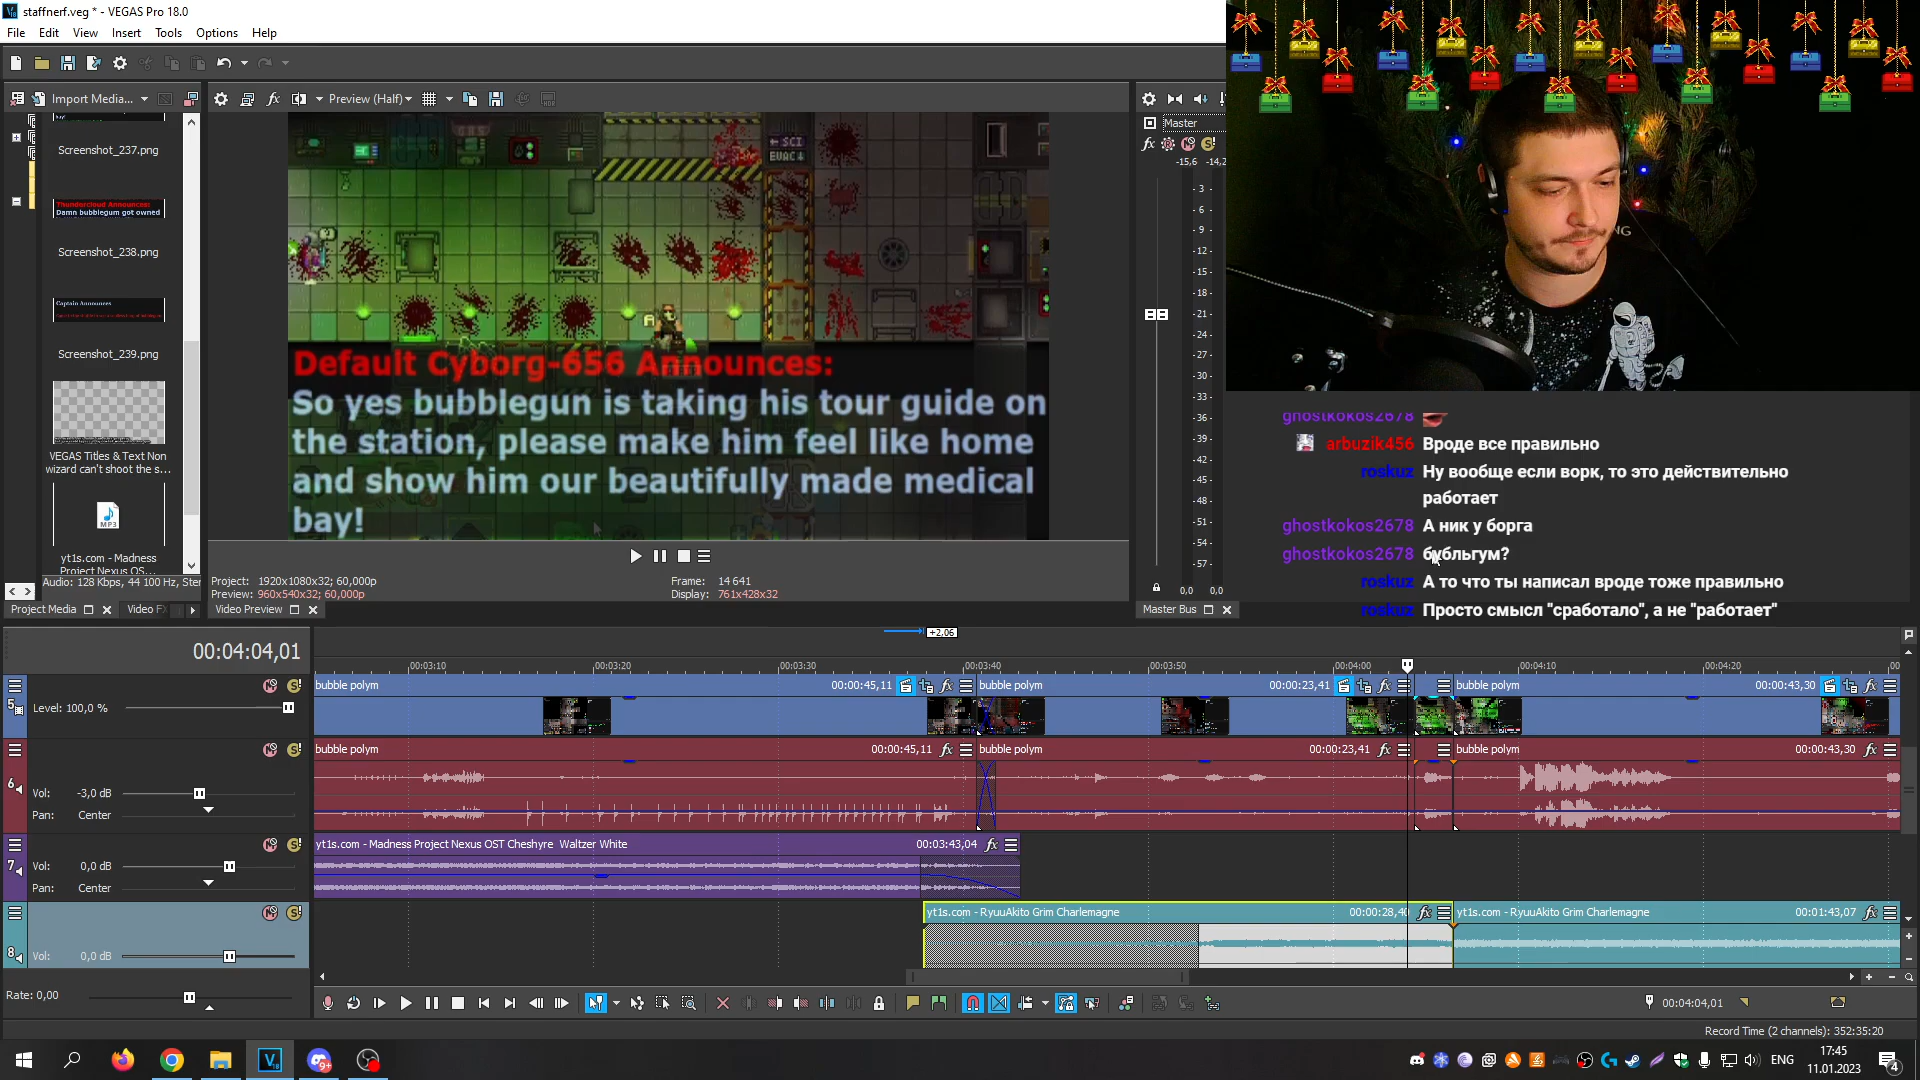 staffnerf.veg * - VEGAS Pro 18.0
File Edit View Insert Tools Options Help
Import Media...
Preview (Half)
Master
-15,6 -14,2
Screenshot_237.png
Thundercloud Announces:
Damn bubblegum got owned
Screenshot_238.png
Captain Announces
Screenshot_239.png
VEGAS Titles & Text Non
wizard can't shoot the s...
MP3
yt1s.com - Madness
Project Nexus OS...
Audio: 128 Kbps, 44 100 Hz, Ster
Project Media
Video FX
SCI
EVAC
Default Cyborg-656 Announces:
So yes bubblegun is taking his tour guide on
the station, please make him feel like home
and show him our beautifully made medical
bay!
Project: 1920x1080x32; 60,000p
Preview: 960x540x32; 60,000p
Frame: 14 641
Display: 761x428x32
Video Preview
- 3 -
- 6 -
- 9 -
-12-
-15-
-18-
-21-
-24-
-27-
-30-
-33-
-36-
-39-
-42-
-45-
-48-
-51-
-54-
-57-
0,0 0,0
Master Bus
ghostkokos2678
arbuzik456 Вроде все правильно
roskuz Ну вообще если ворк, то это действительно
работает
ghostkokos2678 А ник у борга
ghostkokos2678 бубльгум?
roskuz А то что ты написал вроде тоже правильно
roskuz Просто смысл "сработало", а не "работает"
00:04:04,01
+2,06
00:03:10 00:03:20 00:03:30 00:03:40 00:03:50 00:04:00 00:04:10 00:04:20 00
5 Level: 100,0 %
bubble polym 00:00:45,11 bubble polym 00:00:23,41 bubble polym 00:00:43,30
6 Vol: -3,0 dB
Pan: Center
bubble polym 00:00:45,11 bubble polym 00:00:23,41 bubble polym 00:00:43,30
7 Vol: 0,0 dB
Pan: Center
yt1s.com - Madness Project Nexus OST Cheshyre Waltzer White 00:03:43,04
8 Vol: 0,0 dB
yt1s.com - RyuuAkito Grim Charlemagne 00:00:28,40 yt1s.com - RyuuAkito Grim Charlemagne 00:01:43,07
Rate: 0,00
00:04:04,01
Record Time (2 channels): 352:35:20
ENG
17:45
11.01.2023
4